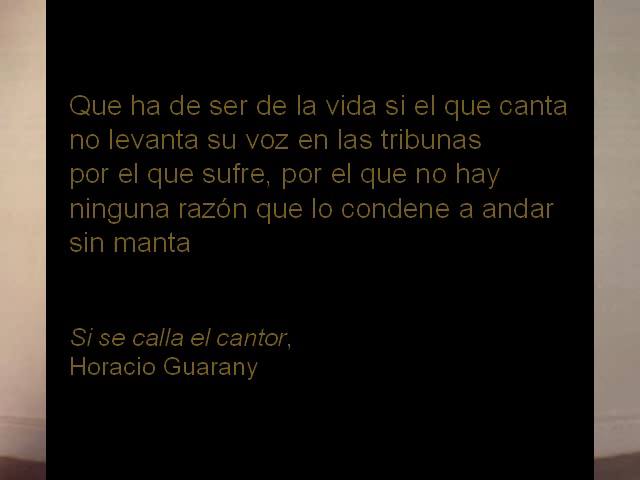 Que ha de ser de la vida si el que canta
no levanta su voz en las tribunas
por el que sufre, por el que no hay
ninguna razón que lo condene a andar
sin manta
Si se calla el cantor,
Horacio Guarany